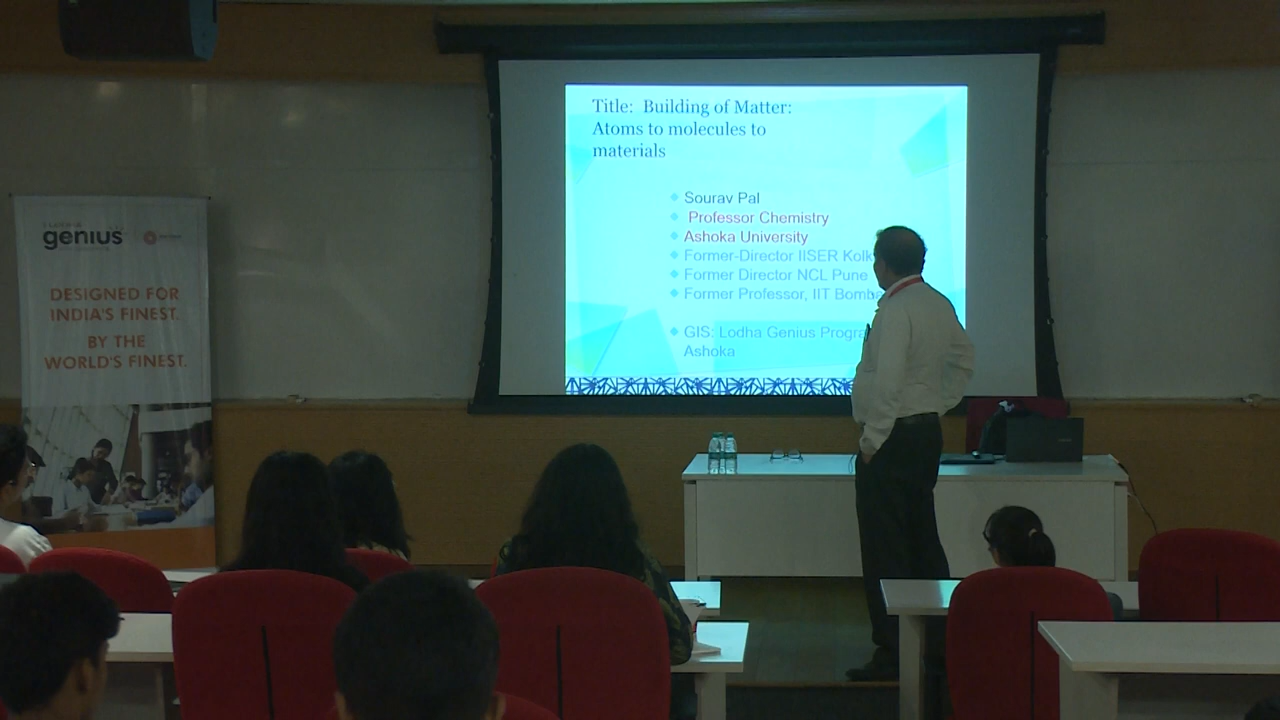 genius
DESIGNED FOR
INDIA'S FINEST.
BY THE
WORLD'S FINEST.
Title: Building of Matter:
Atoms to molecules to
materials
Sourav Pal
Professor Chemistry
Ashoka University
Former-Director IISER Kolk
Former Director NCL Pune
Former Professor, IIT Bomba
GIS: Lodha Genius Progra
Ashoka